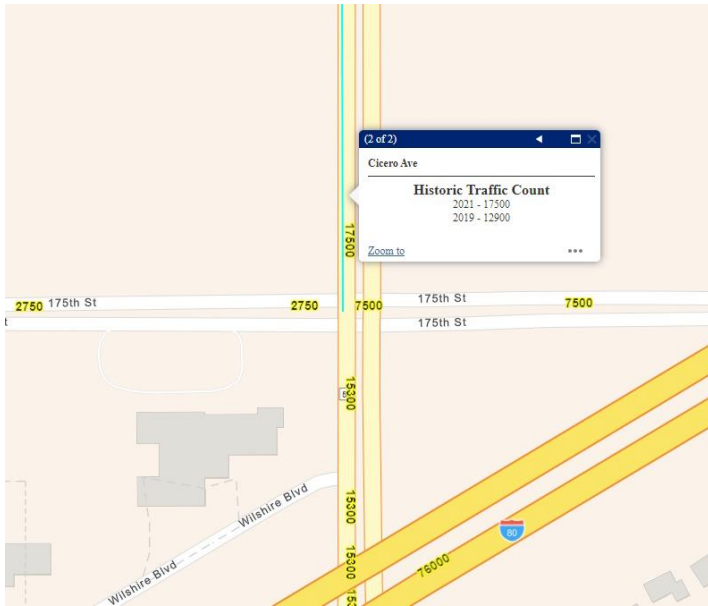 (2 of 2)
Cicero Ave
Historic Traffic Count
2021 - 17500
2019 - 12900
Zoom to
17500
2750 175th St
2750
7500
175th St
7500
t
175th St
15300
15300
Wilshire Blvd
80
15300
76000
Wilshire Blvd